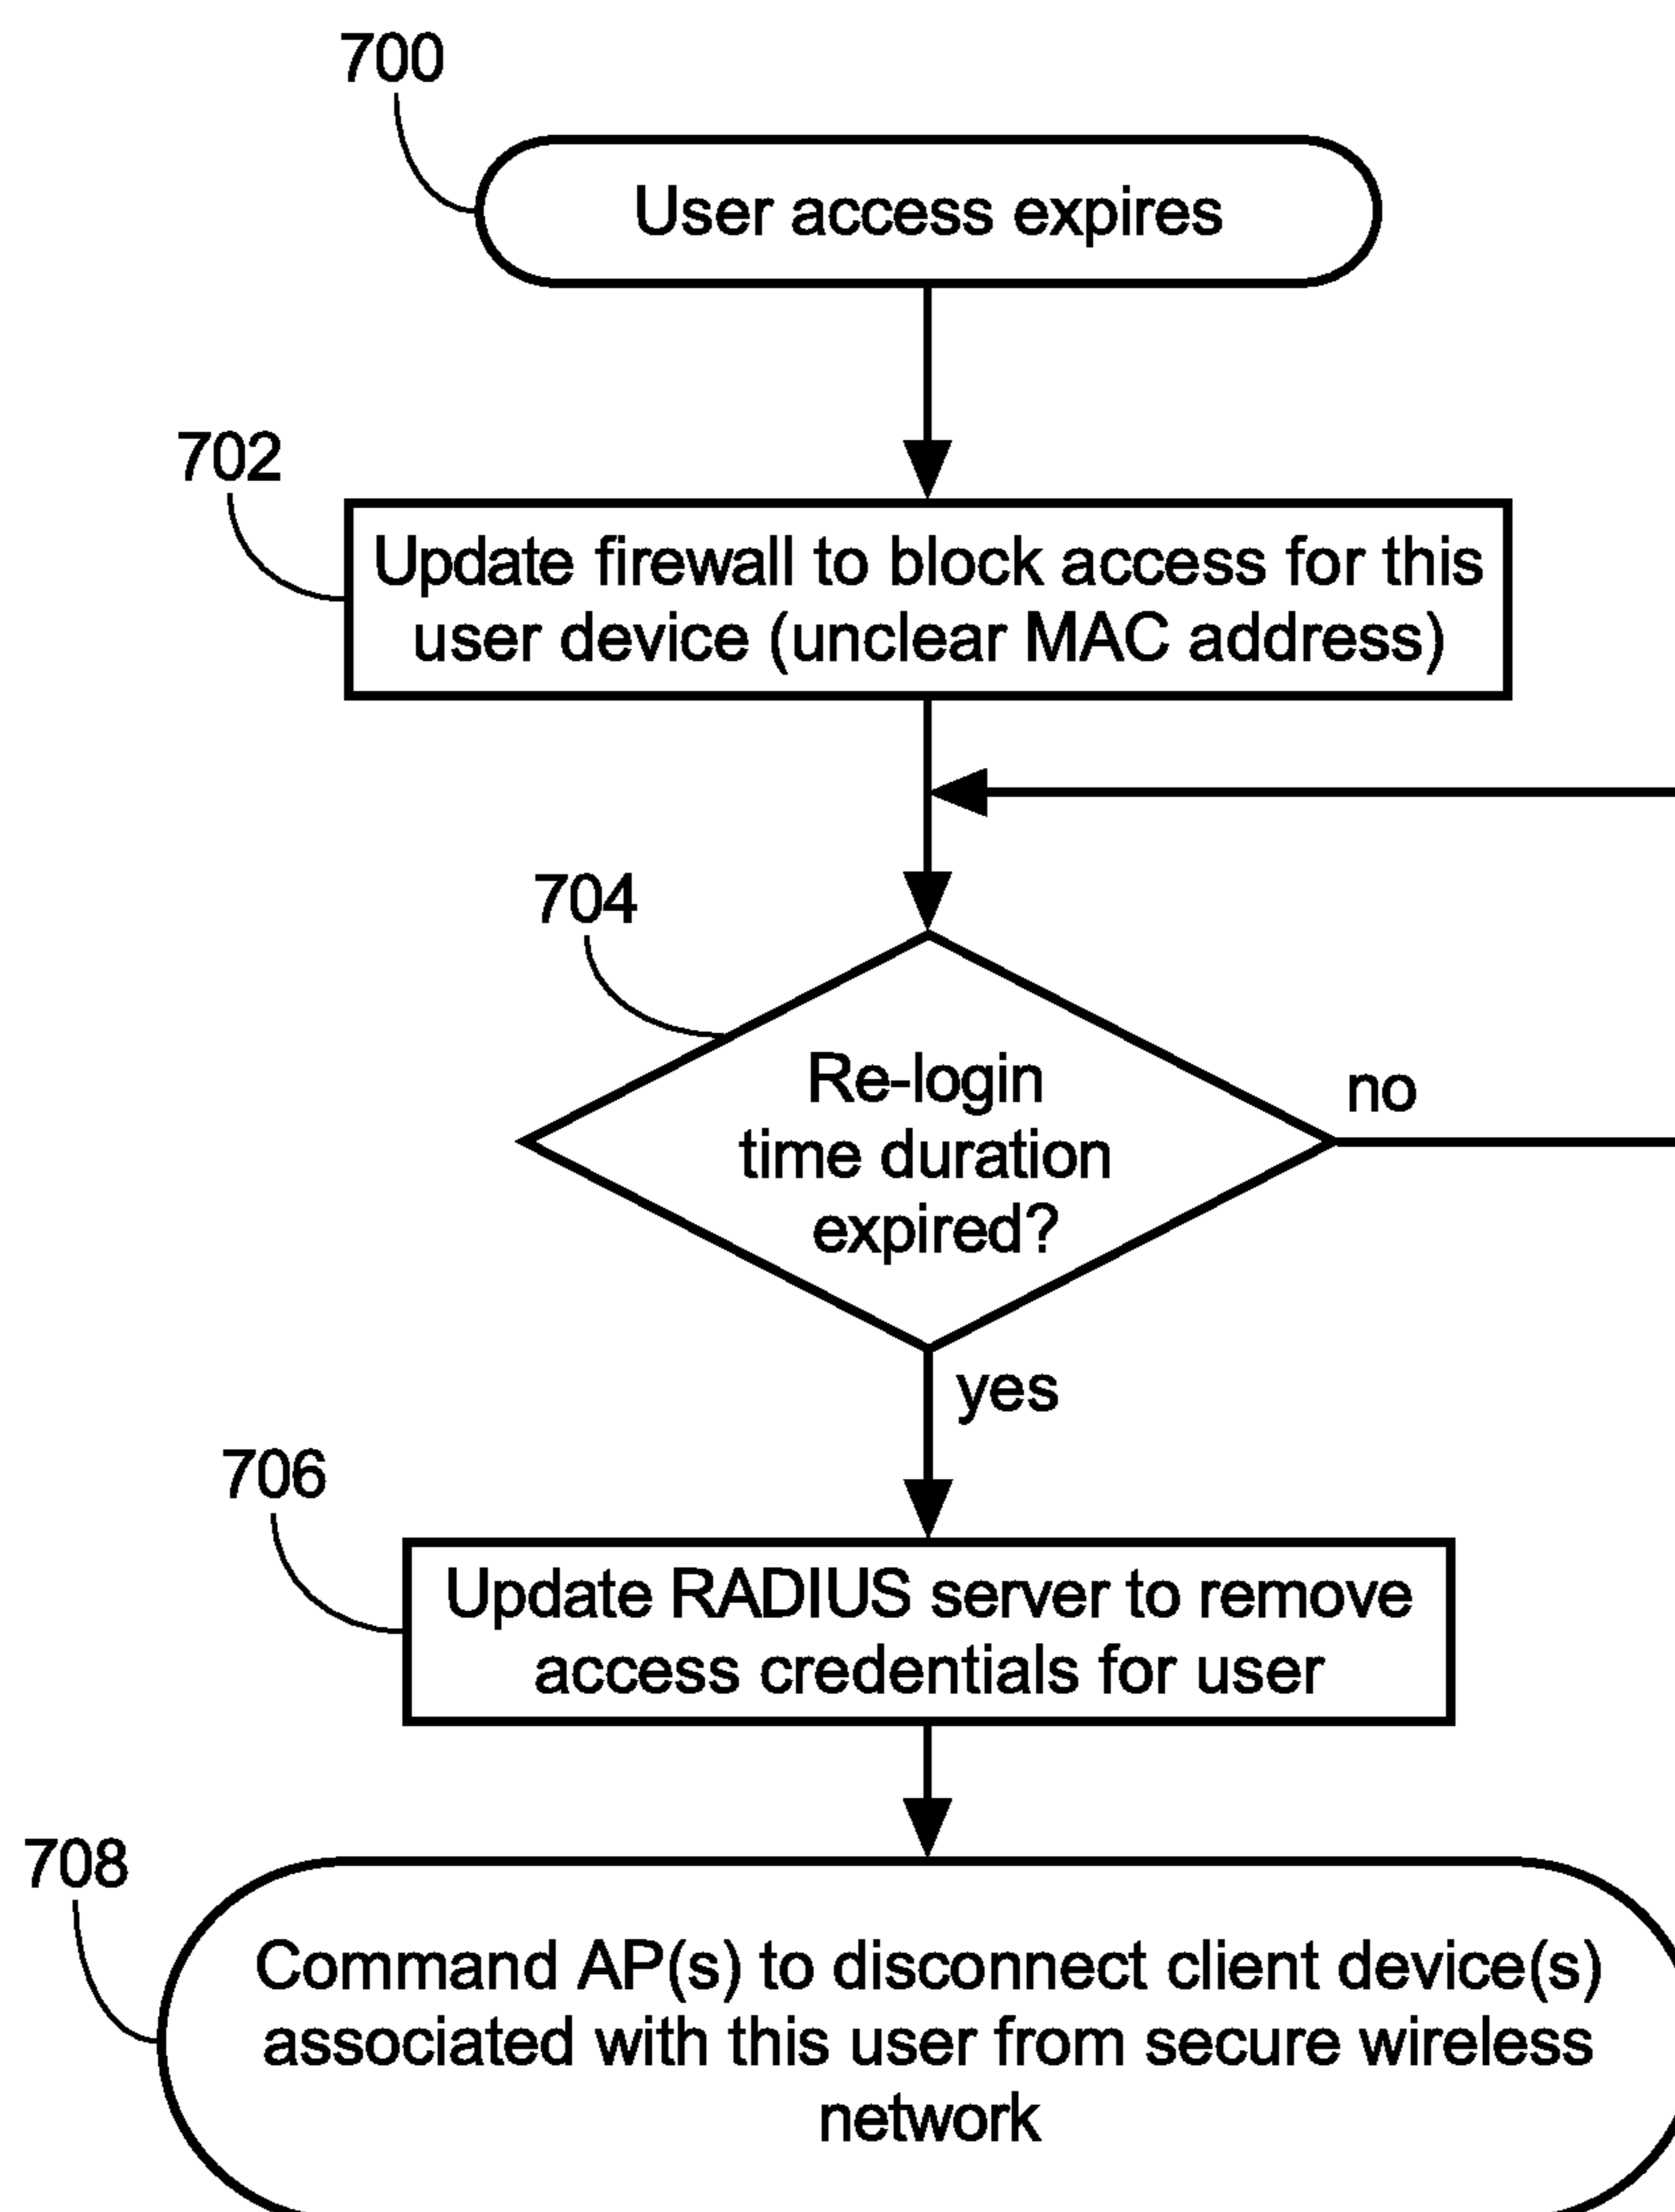 700
User access expires
702
Update firewall to block access for this
user device (unclear MAC address)
704
Re-login
time duration
expired?
no
yes
706
Update RADIUS server to remove
access credentials for user
708
Command AP(s) to disconnect client device(s)
associated with this user from secure wireless
network